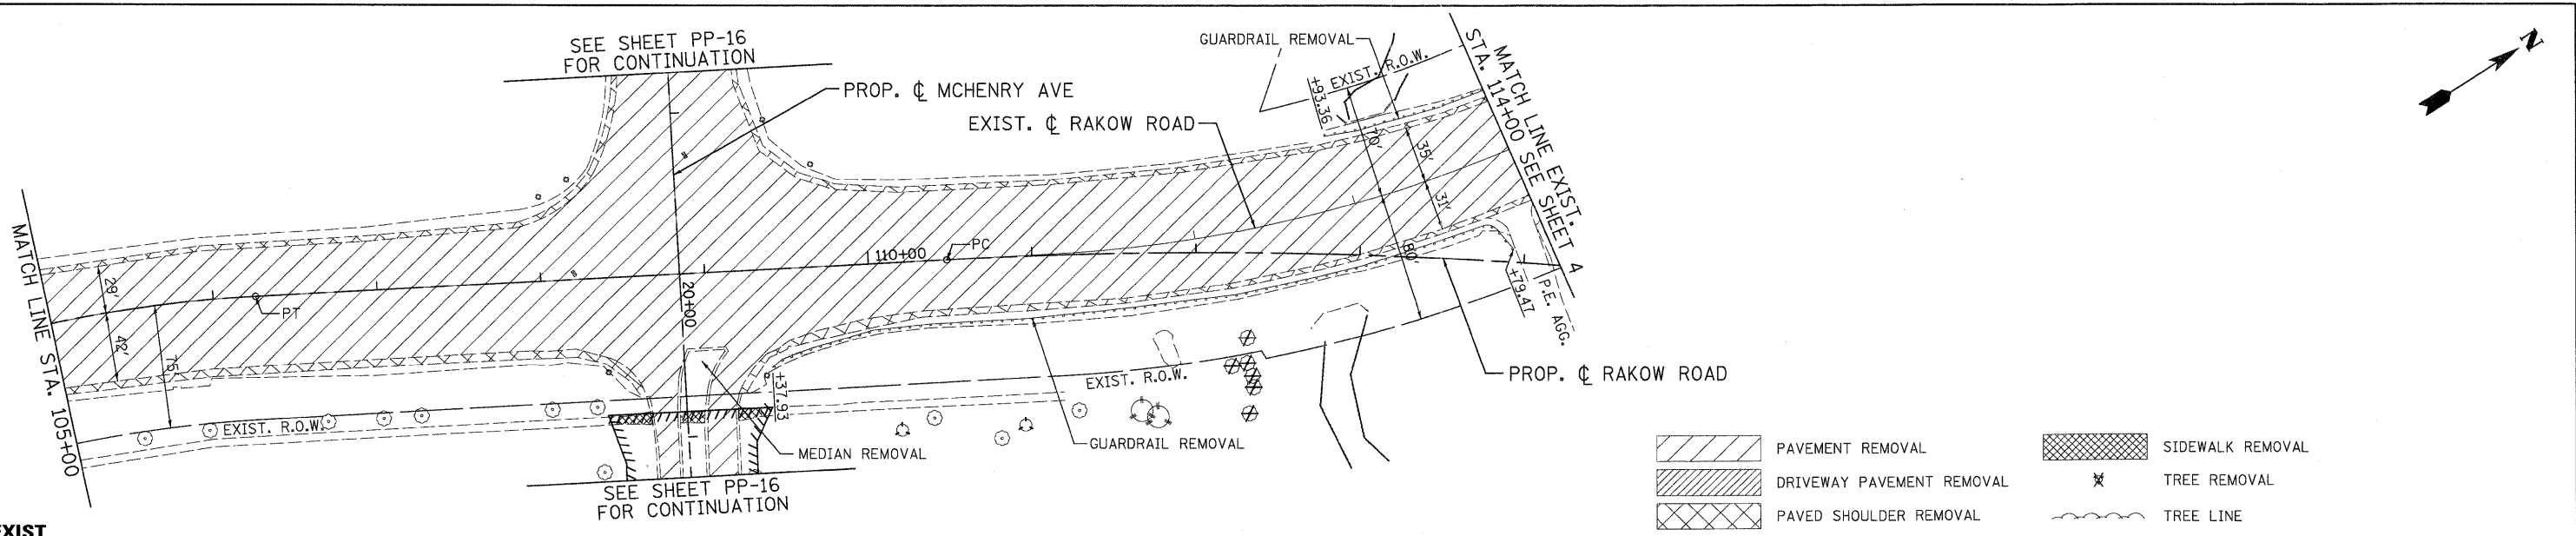 SEE SHEET PP-16
FOR CONTINUATION
PROP. ℄ MCHENRY AVE
EXIST. ℄ RAKOW ROAD
GUARDRAIL REMOVAL
EXIST. R.O.W.
+93.36
70'
35'
31'
80'
MATCH LINE EXIST.
STA. 114+00 SEE SHEET 4
N
MATCH LINE STA. 105+00
29'
42'
75'
PT
20+00
110+00
PC
+79.47
P.E. AGG.
PROP. ℄ RAKOW ROAD
EXIST. R.O.W.
EXIST. R.O.W.
+37.93
MEDIAN REMOVAL
GUARDRAIL REMOVAL
SEE SHEET PP-16
FOR CONTINUATION
PAVEMENT REMOVAL
DRIVEWAY PAVEMENT REMOVAL
PAVED SHOULDER REMOVAL
SIDEWALK REMOVAL
TREE REMOVAL
TREE LINE
EXIST